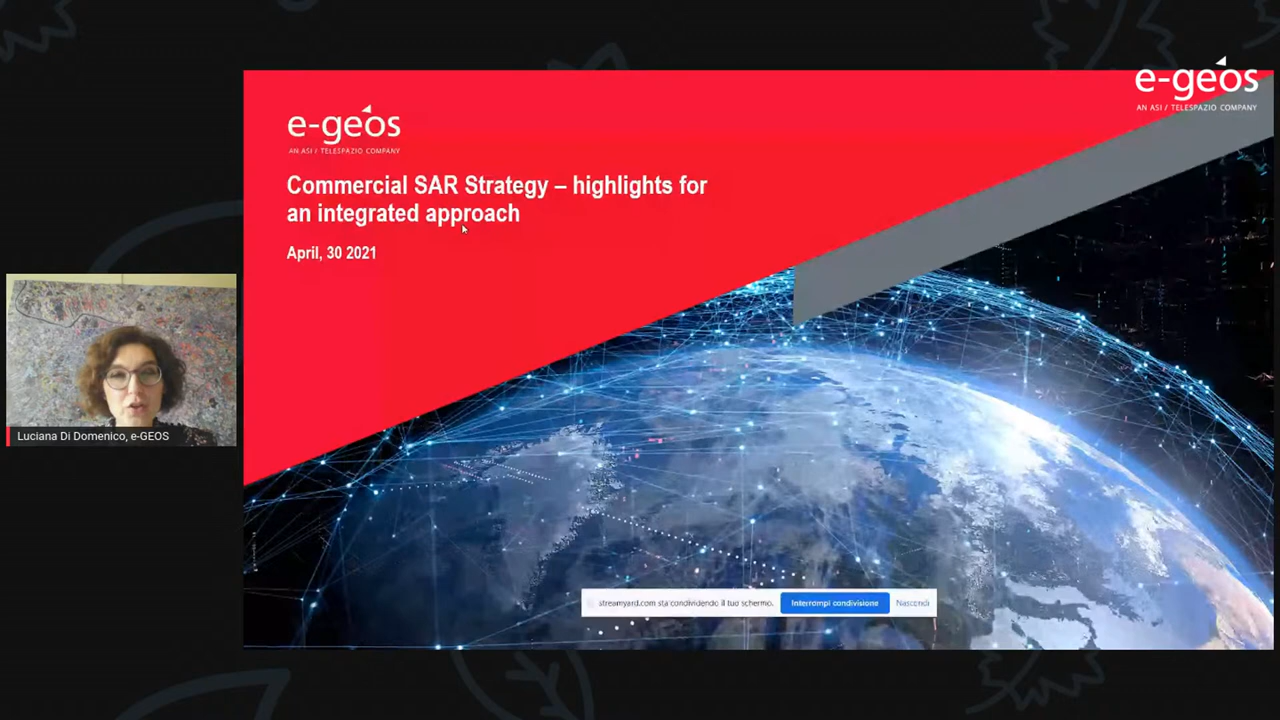 e-geos
AN ASI / TELESPAZIO COMPANY
e-geos
AN ASI / TELESPAZIO COMPANY
Commercial SAR Strategy – highlights for
an integrated approach
April, 30 2021
Luciana Di Domenico, e-GEOS
streamyard.com sta condividendo il tuo schermo. Interrompi condivisione Nascondi